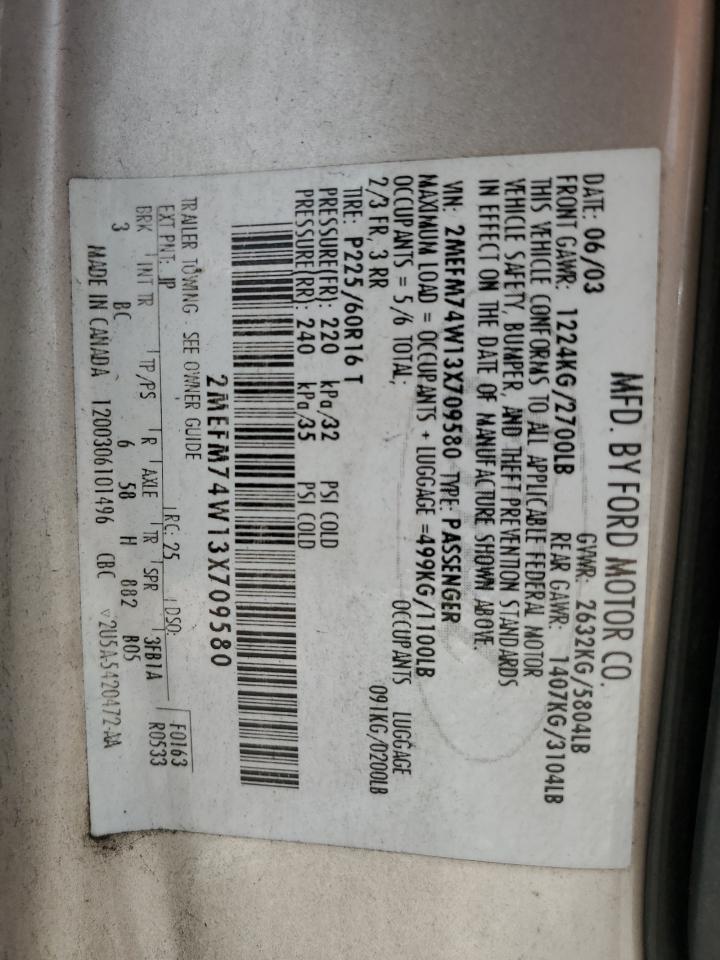 MFD. BY FORD MOTOR CO.
DATE: 06/03 GVWR: 2632KG/5804LB
FRONT GAWR: 1224KG/2700LB REAR GAWR: 1407KG/3104LB
THIS VEHICLE CONFORMS TO ALL APPLICABLE FEDERAL MOTOR
VEHICLE SAFETY, BUMPER, AND THEFT PREVENTION STANDARDS
IN EFFECT ON THE DATE OF MANUFACTURE SHOWN ABOVE.
VIN: 2MEFM74W13X709580 TYPE: PASSENGER
MAXIMUM LOAD = OCCUPANTS + LUGGAGE =499KG/1100LB
OCCUPANTS = 5/6 TOTAL; OCCUPANTS LUGGAGE
2/3 FR, 3 RR 091KG/0200LB
TIRE: P225/60R16 T
PRESSURE(FR): 220 kPa/32 PSI COLD
PRESSURE(RR): 240 kPa/35 PSI COLD
2MEFM74W13X709580
TRAILER TOWING - SEE OWNER GUIDE
EXT PNT: JP RC: 25 DSO: F0163
BRK INT TR TP/PS R AXLE TR SPR 3FB1A R0533
3 BC 6 58 H 882 B05
MADE IN CANADA 1200306101496 CBC ▽2U5A-5420472-AA